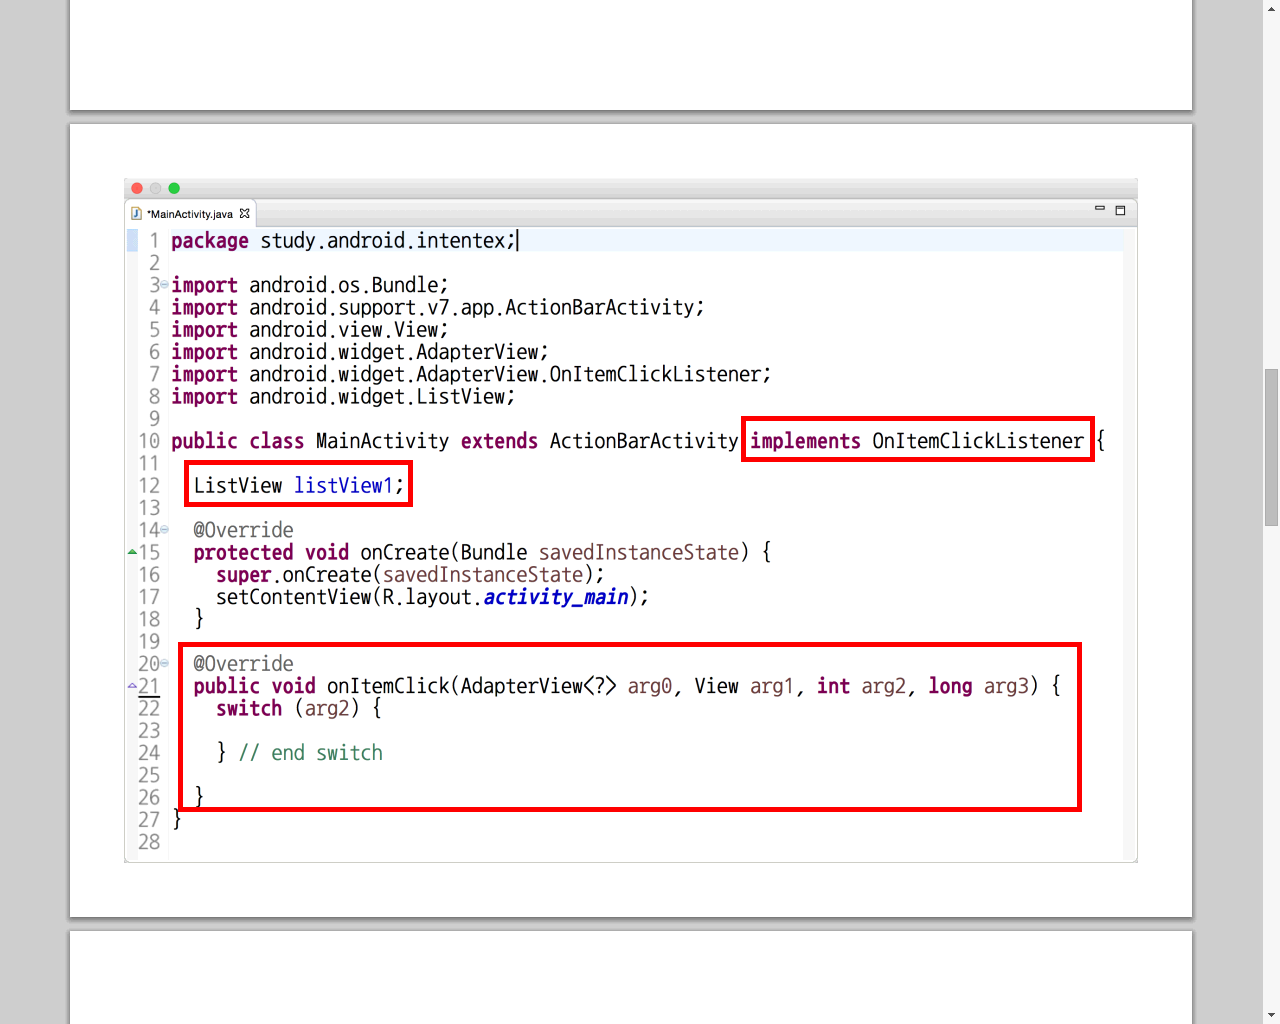 *MainActivity.java
1 package study.android.intentex;
2
3 import android.os.Bundle;
4 import android.support.v7.app.ActionBarActivity;
5 import android.view.View;
6 import android.widget.AdapterView;
7 import android.widget.AdapterView.OnItemClickListener;
8 import android.widget.ListView;
9
10 public class MainActivity extends ActionBarActivity implements OnItemClickListener {
11
12 ListView listView1;
13
14 @Override
15 protected void onCreate(Bundle savedInstanceState) {
16 super.onCreate(savedInstanceState);
17 setContentView(R.layout.activity_main);
18 }
19
20 @Override
21 public void onItemClick(AdapterView<?> arg0, View arg1, int arg2, long arg3) {
22 switch (arg2) {
23
24 } // end switch
25
26 }
27 }
28